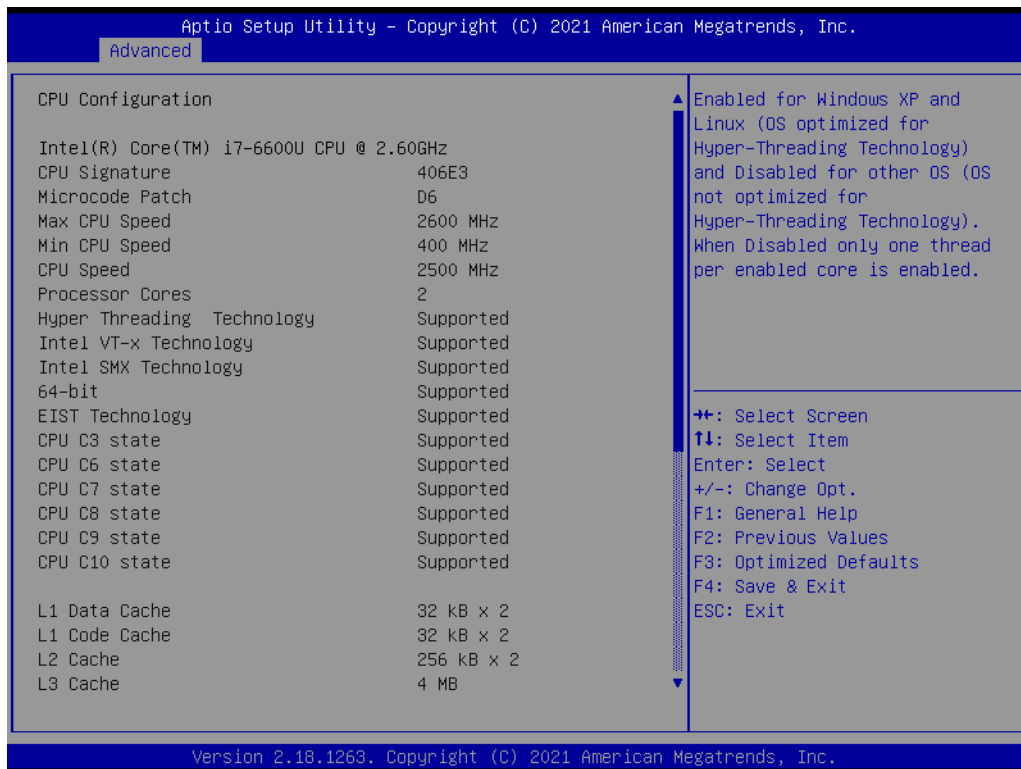 Aptio Setup Utility – Copyright (C) 2021 American Megatrends, Inc.
Advanced
CPU Configuration
Intel(R) Core(TM) i7-6600U CPU @ 2.60GHz
CPU Signature 406E3
Microcode Patch D6
Max CPU Speed 2600 MHz
Min CPU Speed 400 MHz
CPU Speed 2500 MHz
Processor Cores 2
Hyper Threading Technology Supported
Intel VT-x Technology Supported
Intel SMX Technology Supported
64-bit Supported
EIST Technology Supported
CPU C3 state Supported
CPU C6 state Supported
CPU C7 state Supported
CPU C8 state Supported
CPU C9 state Supported
CPU C10 state Supported
L1 Data Cache 32 kB x 2
L1 Code Cache 32 kB x 2
L2 Cache 256 kB x 2
L3 Cache 4 MB
Enabled for Windows XP and
Linux (OS optimized for
Hyper-Threading Technology)
and Disabled for other OS (OS
not optimized for
Hyper-Threading Technology).
When Disabled only one thread
per enabled core is enabled.
→←: Select Screen
↑↓: Select Item
Enter: Select
+/-: Change Opt.
F1: General Help
F2: Previous Values
F3: Optimized Defaults
F4: Save & Exit
ESC: Exit
Version 2.18.1263. Copyright (C) 2021 American Megatrends, Inc.